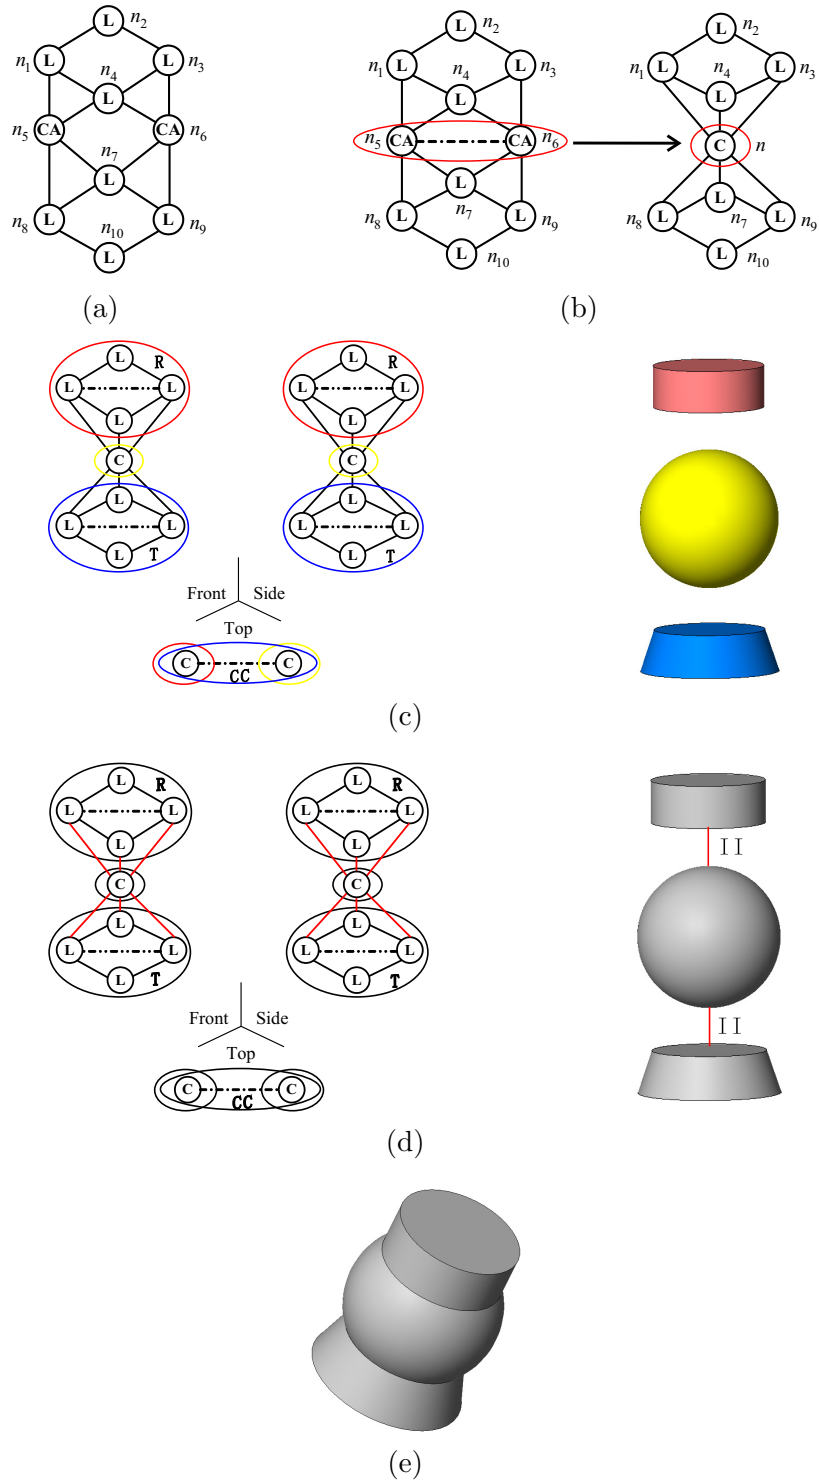 L n2
n1 L L n3
n4
L
n5 CA CA n6
n7
L
n8 L L n9
n10
L
(a)
L n2
n1 L L n3
n4
L
n5 CA CA n6
L
n7
n8 L L n9
L n10
L n2
n1 L L n3
n4
L
C n
L
n7
n8 L L n9
L n10
(b)
L R
L L
L
C
L
L L
L T
L R
L L
L
C
L
L L
L T
Front Side
Top
C C
CC
(c)
L R
L L
L
C
L
L L
L T
L R
L L
L
C
L
L L
L T
Front Side
Top
C C
CC
II
II
(d)
(e)